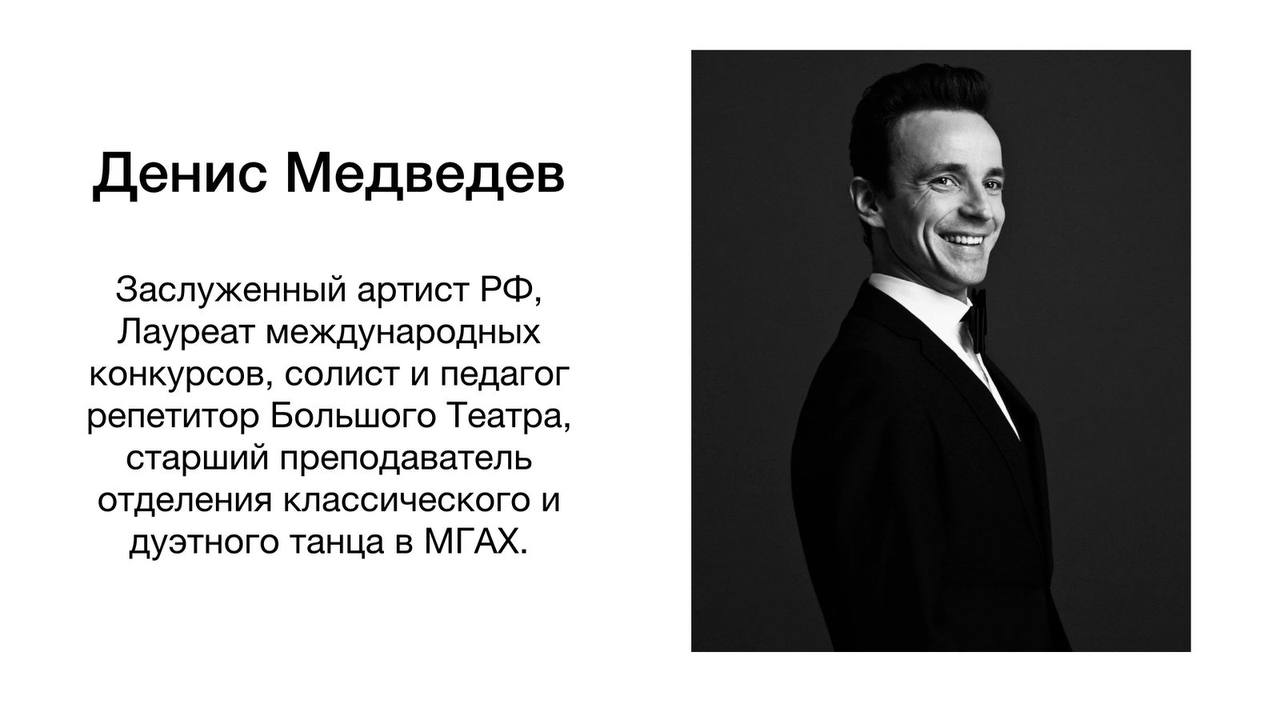 Денис Медведев
Заслуженный артист РФ,
Лауреат международных
конкурсов, солист и педагог
репетитор Большого Театра,
старший преподаватель
отделения классического и
дуэтного танца в МГАХ.